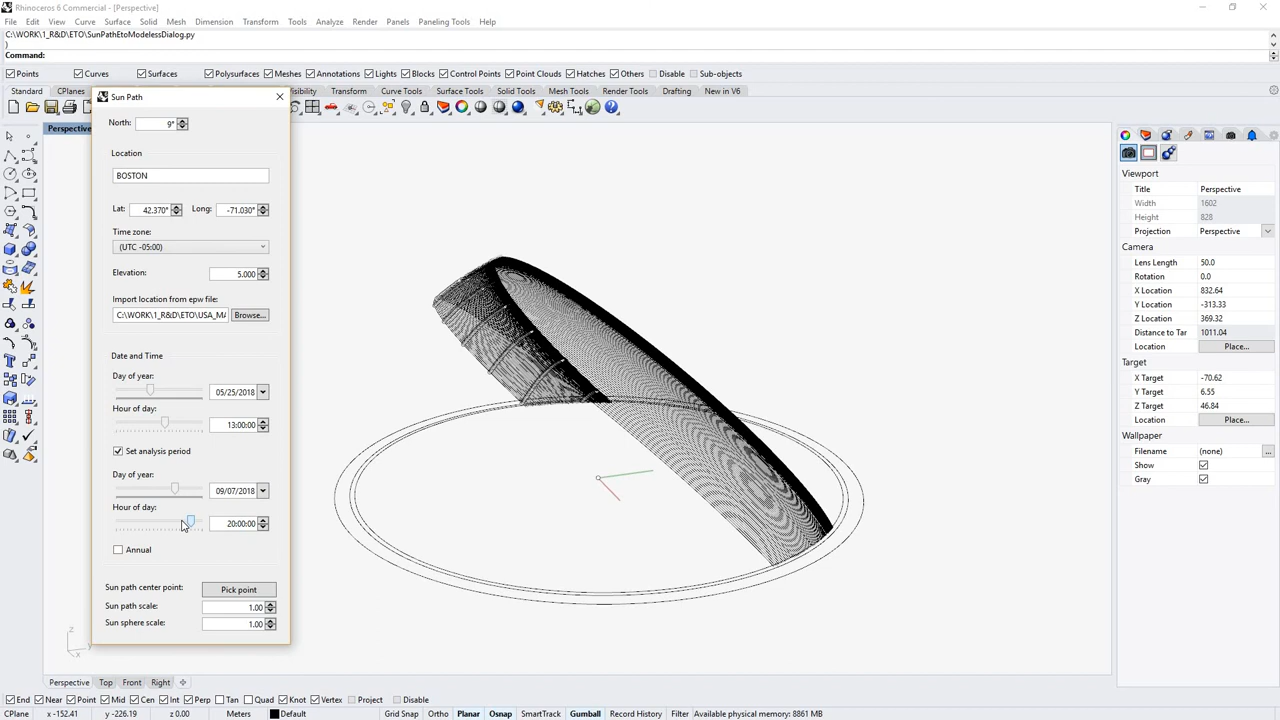 Rhinoceros 6 Commercial - [Perspective]
File Edit View Curve Surface Solid Mesh Dimension Transform Tools Analyze Render Panels Paneling Tools Help
C:\WORK\1_R&D\ETO\SunPathEtoModelessDialog.py
)
Command:
Points Curves Surfaces Polysurfaces Meshes Annotations Lights Blocks Control Points Point Clouds Hatches Others Disable Sub-objects
Standard CPlanes Visibility Transform Curve Tools Surface Tools Solid Tools Mesh Tools Render Tools Drafting New in V6
Perspective
Sun Path
North: 9°
Location
BOSTON
Lat: 42.370° Long: -71.030°
Time zone:
(UTC -05:00)
Elevation: 5.000
Import location from epw file:
C:\WORK\1_R&D\ETO\USA_MA Browse...
Date and Time
Day of year:
05/25/2018
Hour of day:
13:00:00
Set analysis period
Day of year:
09/07/2018
Hour of day:
20:00:00
Annual
Sun path center point: Pick point
Sun path scale: 1.00
Sun sphere scale: 1.00
z
y
x
Viewport
Title Perspective
Width 1602
Height 828
Projection Perspective
Camera
Lens Length 50.0
Rotation 0.0
X Location 832.64
Y Location -313.33
Z Location 369.32
Distance to Tar 1011.04
Location Place...
Target
X Target -70.62
Y Target 6.55
Z Target 46.84
Location Place...
Wallpaper
Filename (none) ...
Show
Gray
Perspective Top Front Right
End Near Point Mid Cen Int Perp Tan Quad Knot Vertex Project Disable
CPlane x -152.41 y -226.19 z 0.00 Meters Default Grid Snap Ortho Planar Osnap SmartTrack Gumball Record History Filter Available physical memory: 8861 MB